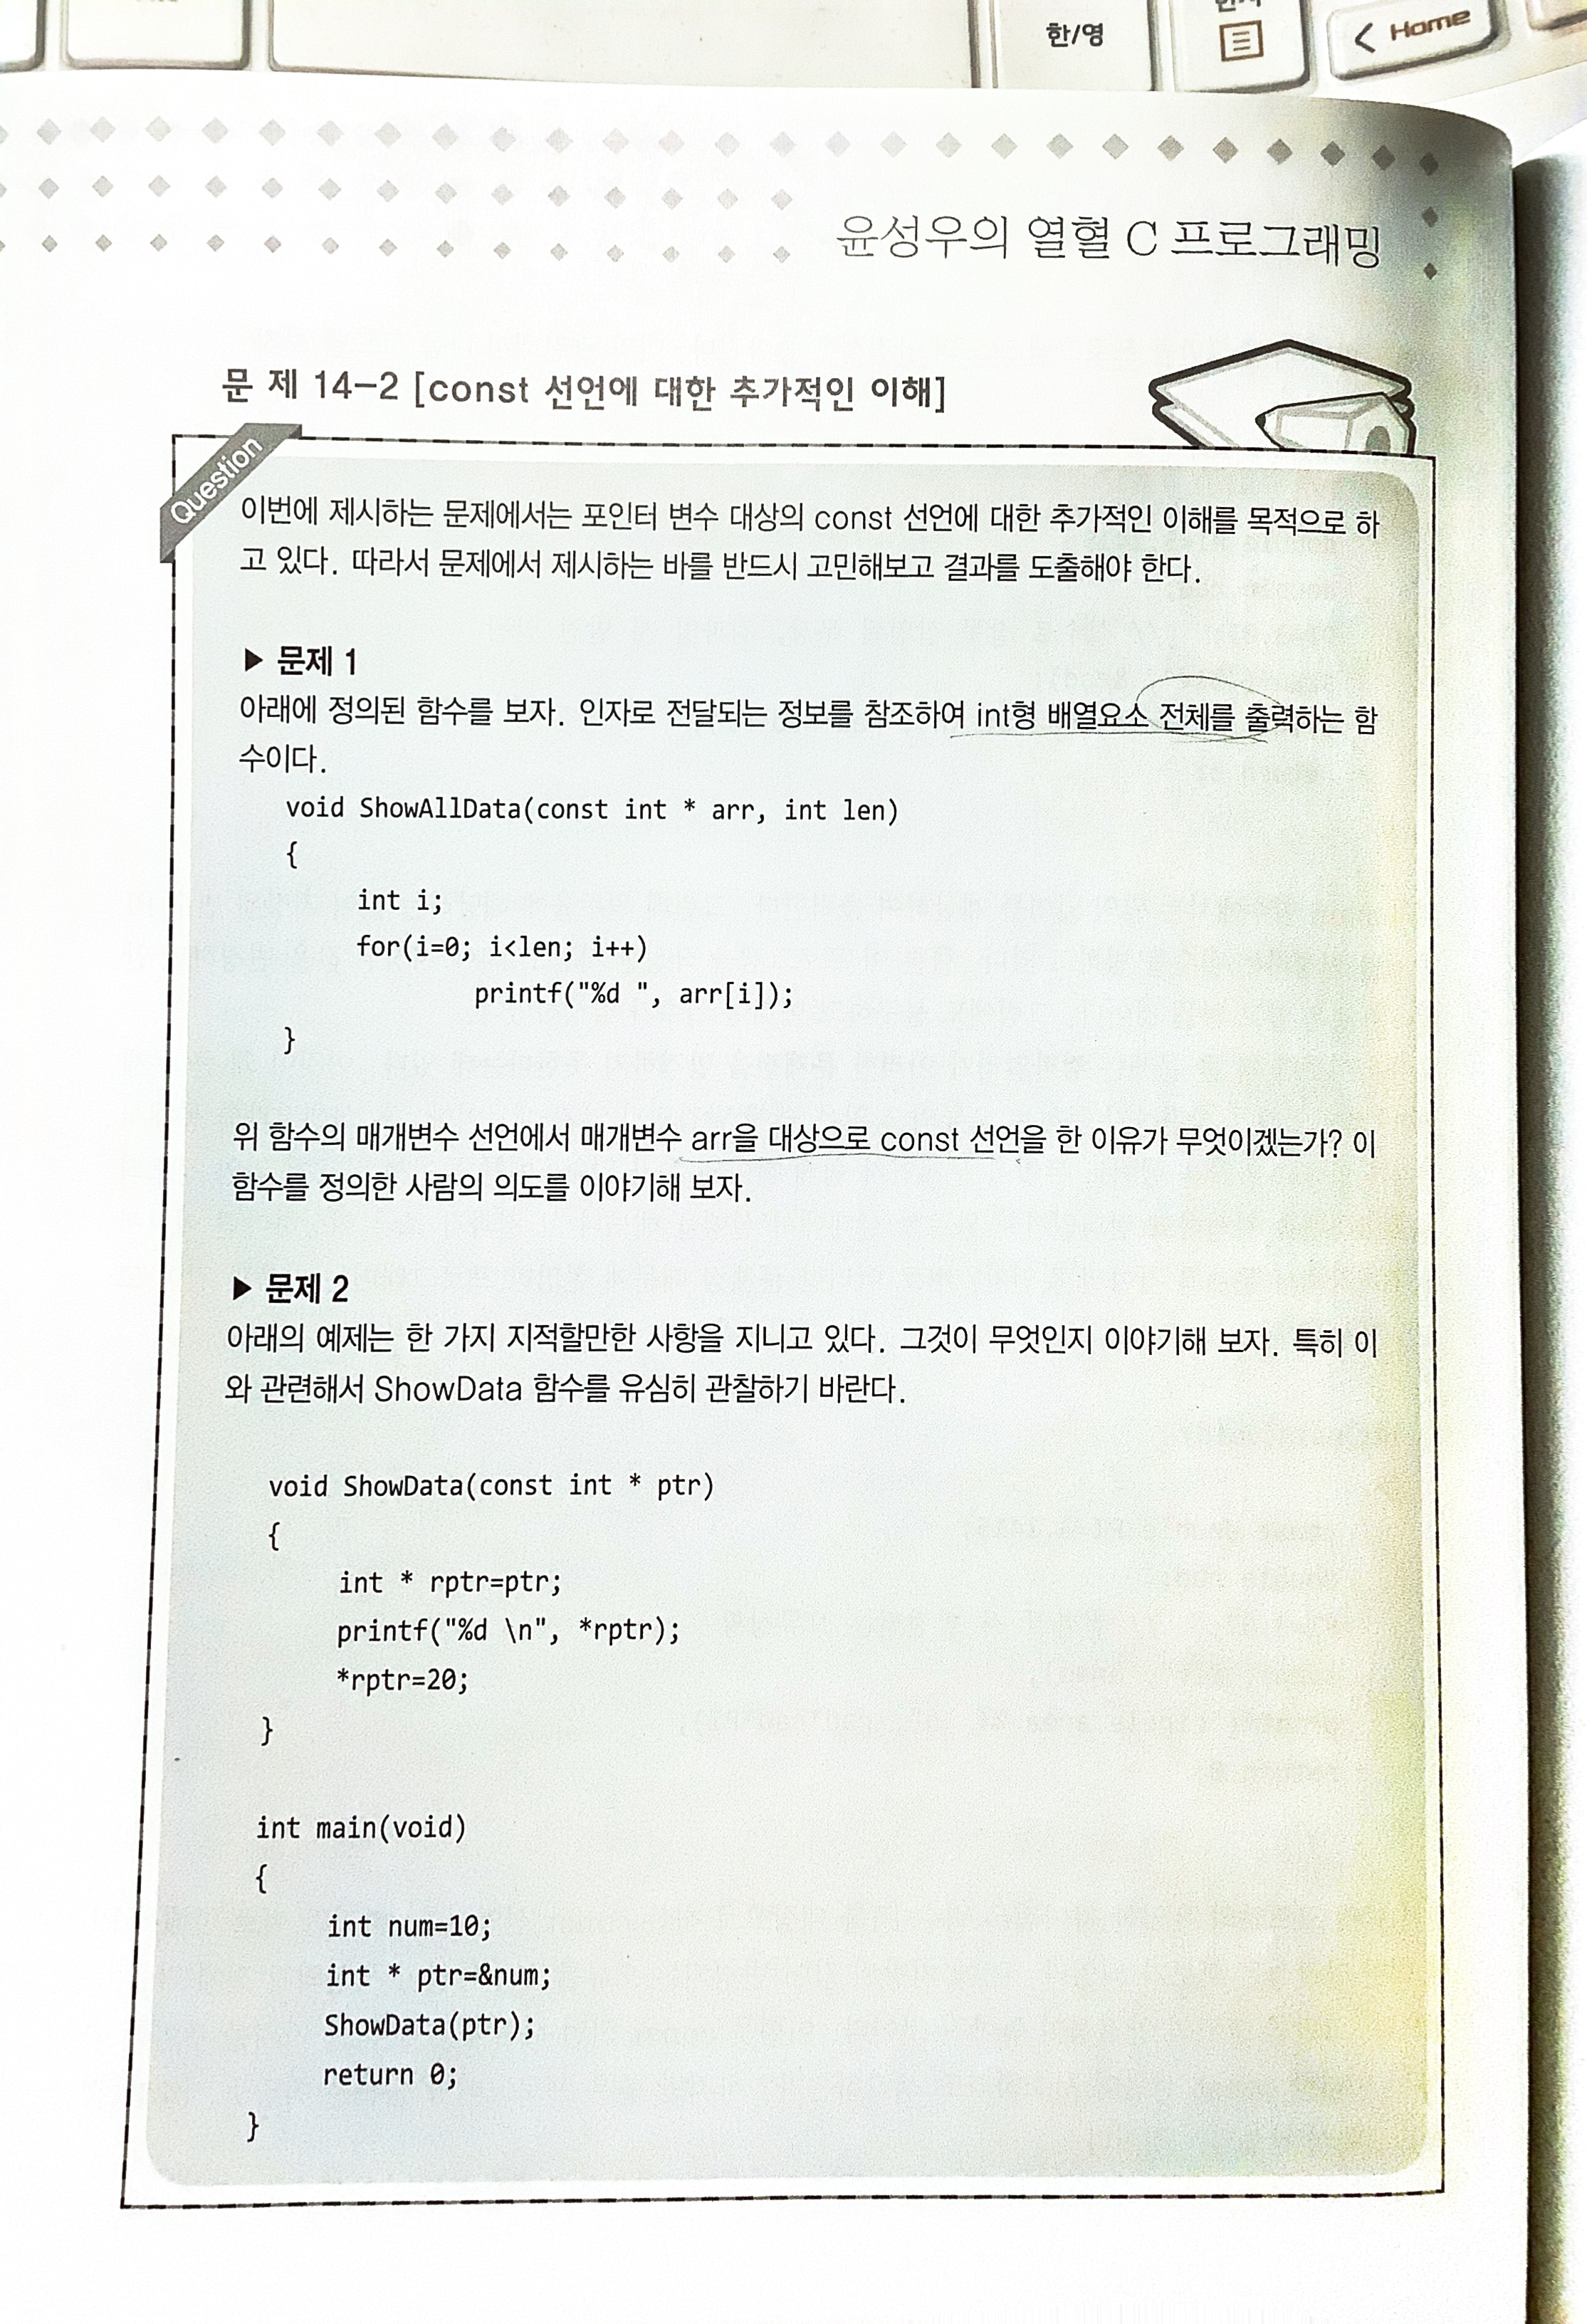 한/영
Home
윤성우의 열혈 C 프로그래밍
문 제 14-2 [const 선언에 대한 추가적인 이해]
Question
이번에 제시하는 문제에서는 포인터 변수 대상의 const 선언에 대한 추가적인 이해를 목적으로 하
고 있다. 따라서 문제에서 제시하는 바를 반드시 고민해보고 결과를 도출해야 한다.
▶ 문제 1
아래에 정의된 함수를 보자. 인자로 전달되는 정보를 참조하여 int형 배열요소 전체를 출력하는 함
수이다.
void ShowAllData(const int * arr, int len)
{
int i;
for(i=0; i<len; i++)
printf("%d ", arr[i]);
}
위 함수의 매개변수 선언에서 매개변수 arr을 대상으로 const 선언을 한 이유가 무엇이겠는가? 이
함수를 정의한 사람의 의도를 이야기해 보자.
▶ 문제 2
아래의 예제는 한 가지 지적할만한 사항을 지니고 있다. 그것이 무엇인지 이야기해 보자. 특히 이
와 관련해서 ShowData 함수를 유심히 관찰하기 바란다.
void ShowData(const int * ptr)
{
int * rptr=ptr;
printf("%d \n", *rptr);
*rptr=20;
}
int main(void)
{
int num=10;
int * ptr=&num;
ShowData(ptr);
return 0;
}